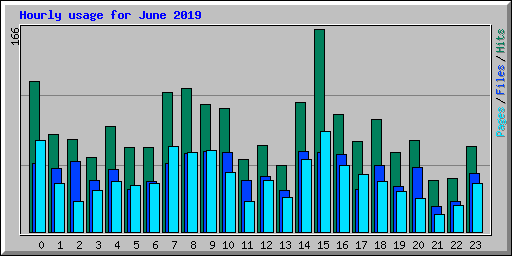 Hourly usage for June 2019
166
Pages / Files / Hits
0 1 2 3 4 5 6 7 8 9 10 11 12 13 14 15 16 17 18 19 20 21 22 23